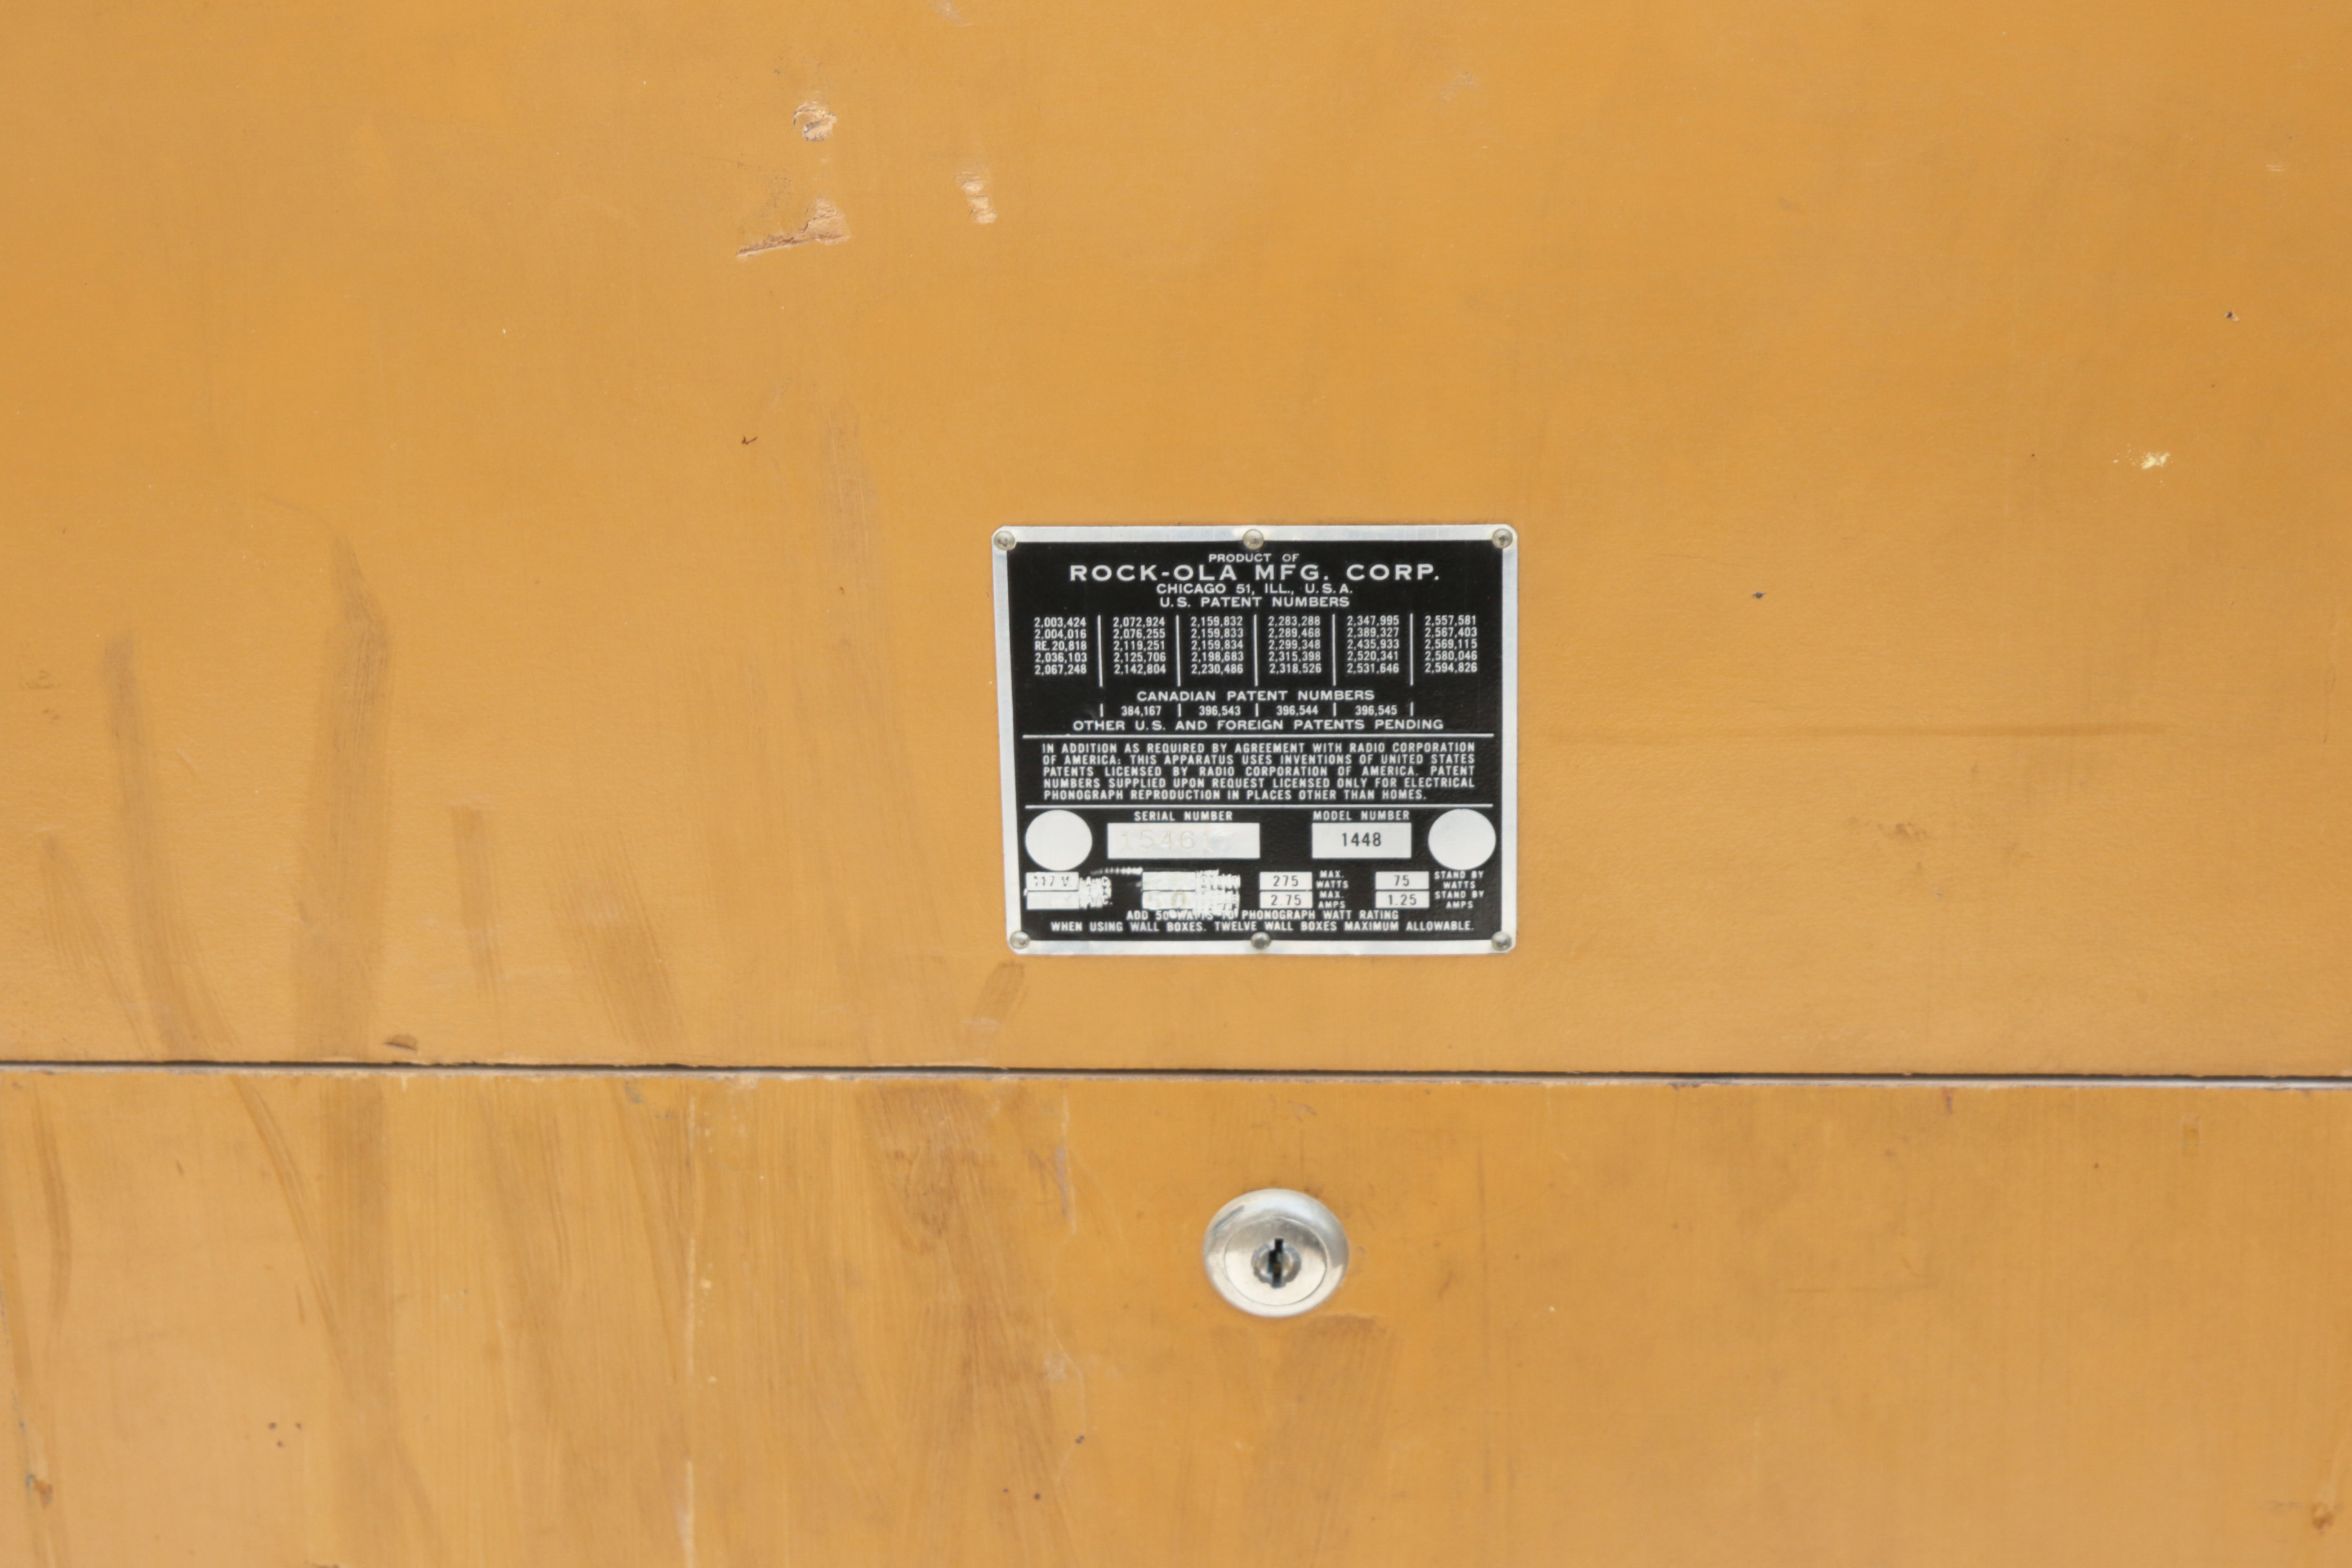 PRODUCT OF
ROCK-OLA MFG. CORP.
CHICAGO 51, ILL., U.S.A.
U.S. PATENT NUMBERS
2,003,424 2,072,924 2,159,832 2,283,288 2,347,995 2,557,581
2,004,016 2,076,255 2,159,833 2,289,468 2,389,327 2,567,403
RE. 20,818 2,119,251 2,159,834 2,299,348 2,435,933 2,569,115
2,036,103 2,125,706 2,198,683 2,315,398 2,520,341 2,580,046
2,067,248 2,142,804 2,230,486 2,318,526 2,531,646 2,594,826
CANADIAN PATENT NUMBERS
384,167 396,543 396,544 396,545
OTHER U.S. AND FOREIGN PATENTS PENDING
IN ADDITION AS REQUIRED BY AGREEMENT WITH RADIO CORPORATION
OF AMERICA; THIS APPARATUS USES INVENTIONS OF UNITED STATES
PATENTS LICENSED BY RADIO CORPORATION OF AMERICA. PATENT
NUMBERS SUPPLIED UPON REQUEST LICENSED ONLY FOR ELECTRICAL
PHONOGRAPH REPRODUCTION IN PLACES OTHER THAN HOMES.
SERIAL NUMBER MODEL NUMBER
1448
117 V. 275 MAX. WATTS 75 STAND BY WATTS
2.75 MAX. AMPS 1.25 STAND BY AMPS
ADD 50 WATTS TO PHONOGRAPH WATT RATING
WHEN USING WALL BOXES. TWELVE WALL BOXES MAXIMUM ALLOWABLE.